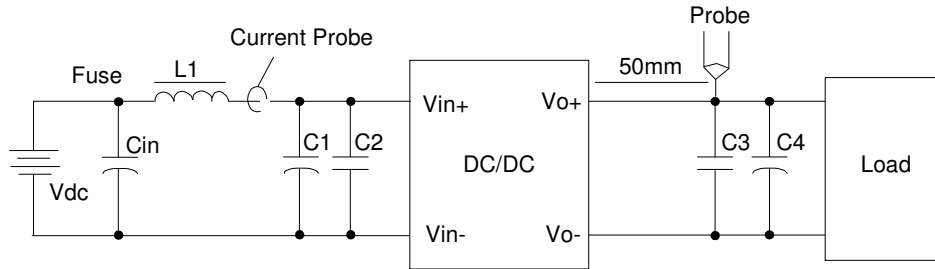 Probe
Current Probe
50mm
Fuse
L1
Vin+
Vo+
Cin
C1
C2
C3
C4
DC/DC
Load
Vdc
Vin-
Vo-